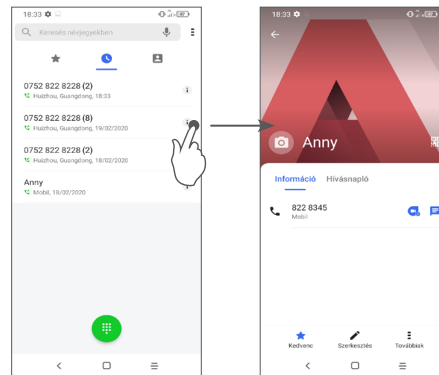 18:33
Keresés névjegyekben
0752 822 8228 (2)
Huizhou, Guangdong, 18:33
0752 822 8228 (8)
Huizhou, Guangdong, 19/02/2020
0752 822 8228 (2)
Huizhou, Guangdong, 18/02/2020
Anny
Mobil, 18/02/2020
18:33
Anny
Információ Hívásnapló
822 8345
Mobil
Kedvenc Szerkesztés Továbbiak